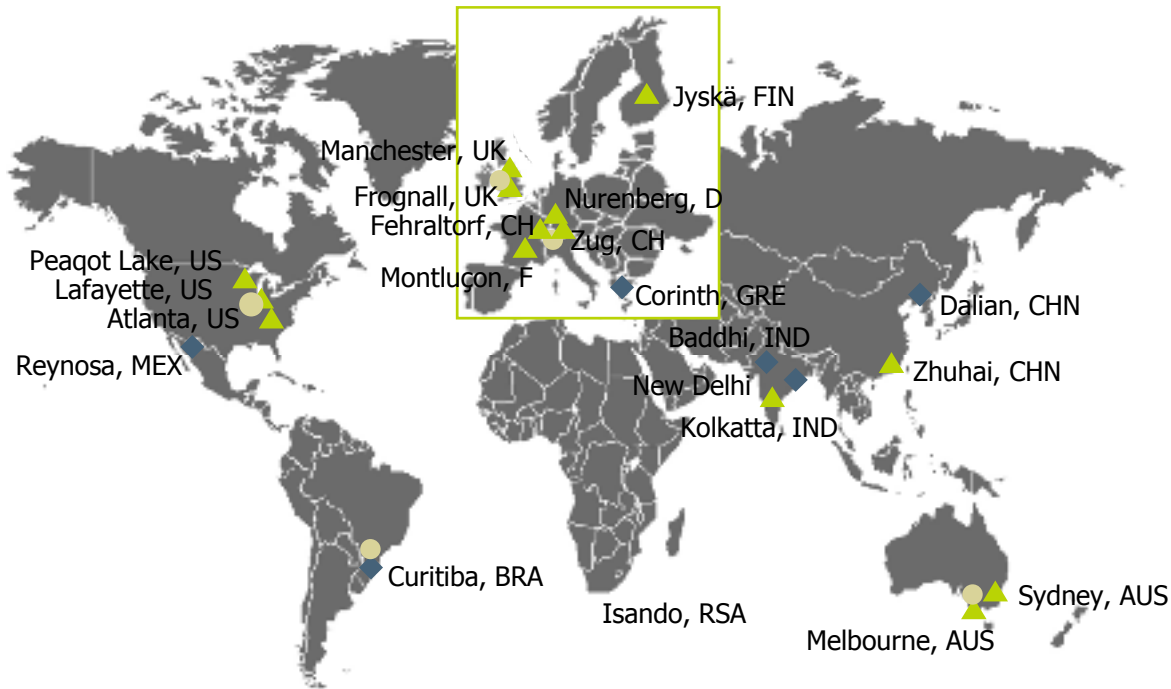 Jyskä, FIN
Manchester, UK
Frognall, UK
Nurenberg, D
Fehraltorf, CH
Zug, CH
Peaqot Lake, US
Montluçon, F
Lafayette, US
Corinth, GRE
Dalian, CHN
Atlanta, US
Baddhi, IND
Reynosa, MEX
Zhuhai, CHN
New Delhi
Kolkatta, IND
Curitiba, BRA
Sydney, AUS
Isando, RSA
Melbourne, AUS